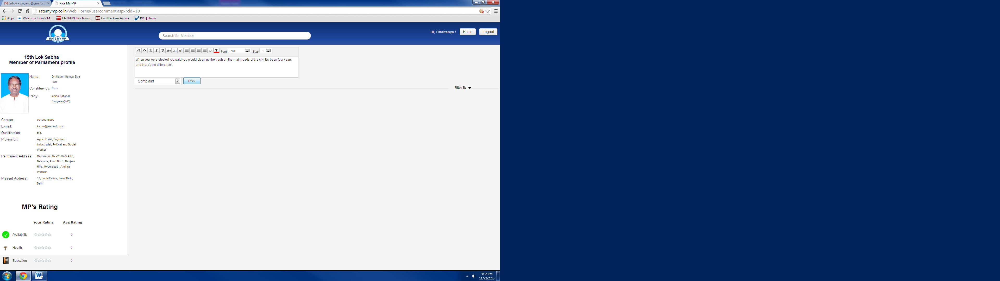 Inbox - cjayanti@gmail.co
Rate My MP
ratemymp.co.in/Web_Forms/usercomment.aspx?cid=10
Apps Welcome to Rate M... CNN-IBN Live News... Can the Aam Aadmi... PRS | Home
RATE MY MP
Search for Member
Hi, Chaitanya !
Home
Logout
15th Lok Sabha
Member of Parliament profile
Name: Dr. Kavuri Samba Siva
Rao
Constituency: Eluru
Party: Indian National
Congress(INC)
Contact: 09490218999
E-mail: ks.rao@sansad.nic.in
Qualification: B.E.
Profession: Agriculturist, Engineer,
Industrialist, Political and Social
Worker
Permanent Address: Matruratna, 6-3-251/7/3 A&B,
Balapura, Road No. 1, Banjara
Hills,, Hyderabad , Andhra
Pradesh
Present Address: 17, Lodhi Estate,, New Delhi,
Delhi
MP's Rating
Your Rating Avg Rating
Availability 0
Health 0
Education 0
B I U abc X₂ X² T Font Arial Size 1
When you were elected you said you would clean up the trash on the main roads of the city. It's been four years
and there's no difference!
Complaint
Post
Filter By
5:32 PM
11/22/2013